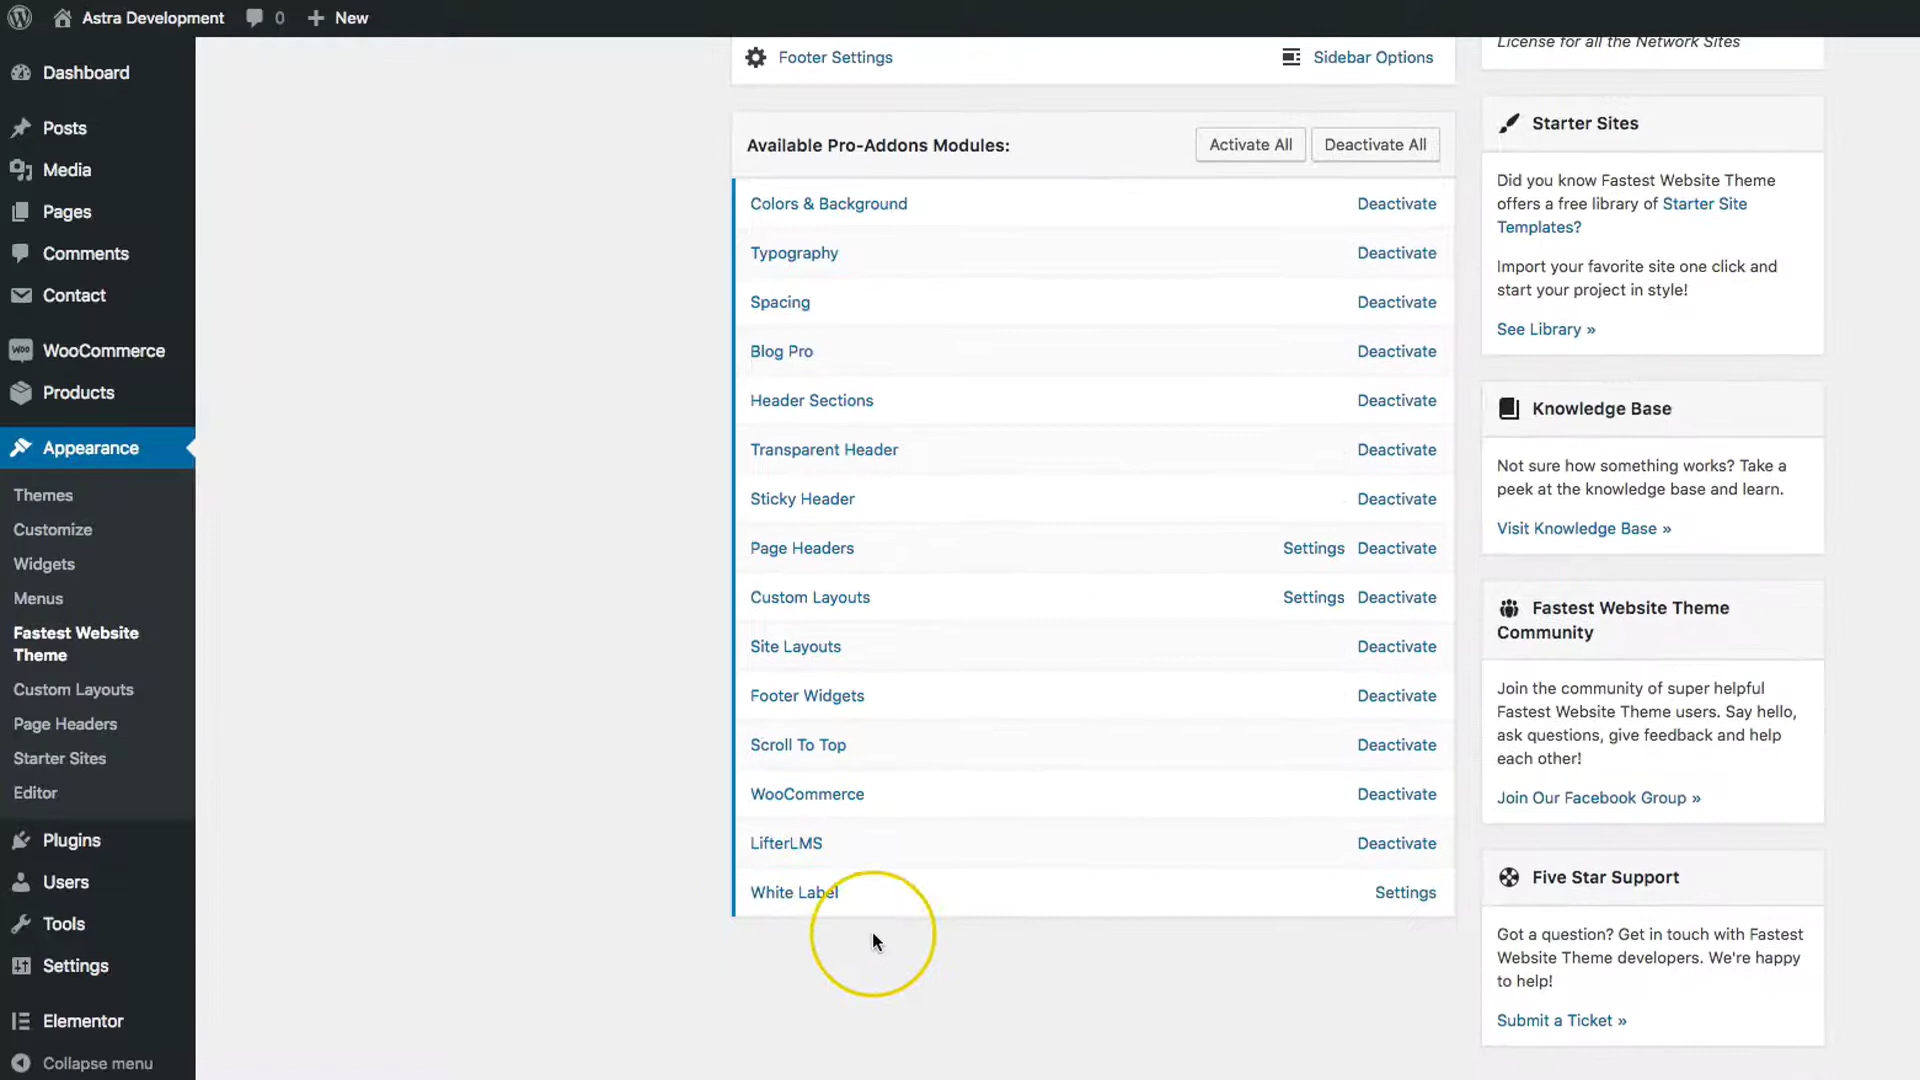 Astra Development 0 New
Dashboard
Posts
Media
Pages
Comments
Contact
WooCommerce
Products
Appearance
Themes
Customize
Widgets
Menus
Fastest Website
Theme
Custom Layouts
Page Headers
Starter Sites
Editor
Plugins
Users
Tools
Settings
Elementor
Collapse menu
Footer Settings Sidebar Options
Available Pro-Addons Modules: Activate All Deactivate All
Colors & Background Deactivate
Typography Deactivate
Spacing Deactivate
Blog Pro Deactivate
Header Sections Deactivate
Transparent Header Deactivate
Sticky Header Deactivate
Page Headers Settings Deactivate
Custom Layouts Settings Deactivate
Site Layouts Deactivate
Footer Widgets Deactivate
Scroll To Top Deactivate
WooCommerce Deactivate
LifterLMS Deactivate
White Label Settings
License for all the Network Sites
Starter Sites
Did you know Fastest Website Theme
offers a free library of Starter Site
Templates?
Import your favorite site one click and
start your project in style!
See Library »
Knowledge Base
Not sure how something works? Take a
peek at the knowledge base and learn.
Visit Knowledge Base »
Fastest Website Theme
Community
Join the community of super helpful
Fastest Website Theme users. Say hello,
ask questions, give feedback and help
each other!
Join Our Facebook Group »
Five Star Support
Got a question? Get in touch with Fastest
Website Theme developers. We're happy
to help!
Submit a Ticket »